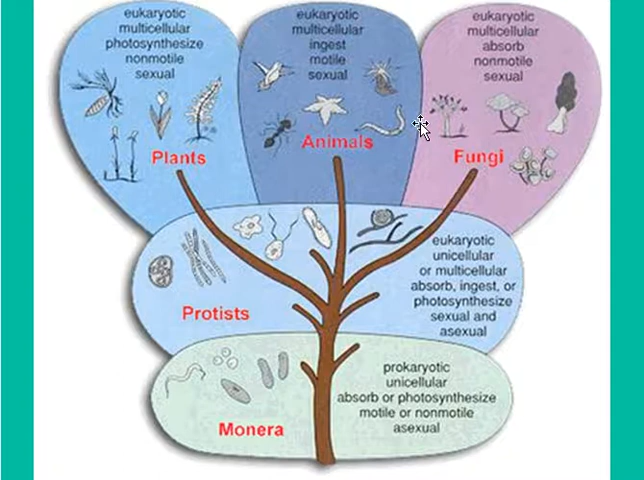 eukaryotic
multicellular
photosynthesize
nonmotile
sexual
Plants
eukaryotic
multicellular
ingest
motile
sexual
Animals
eukaryotic
multicellular
absorb
nonmotile
sexual
Fungi
Protists
eukaryotic
unicellular
or multicellular
absorb, ingest, or
photosynthesize
sexual and
asexual
Monera
prokaryotic
unicellular
absorb or photosynthesize
motile or nonmotile
asexual